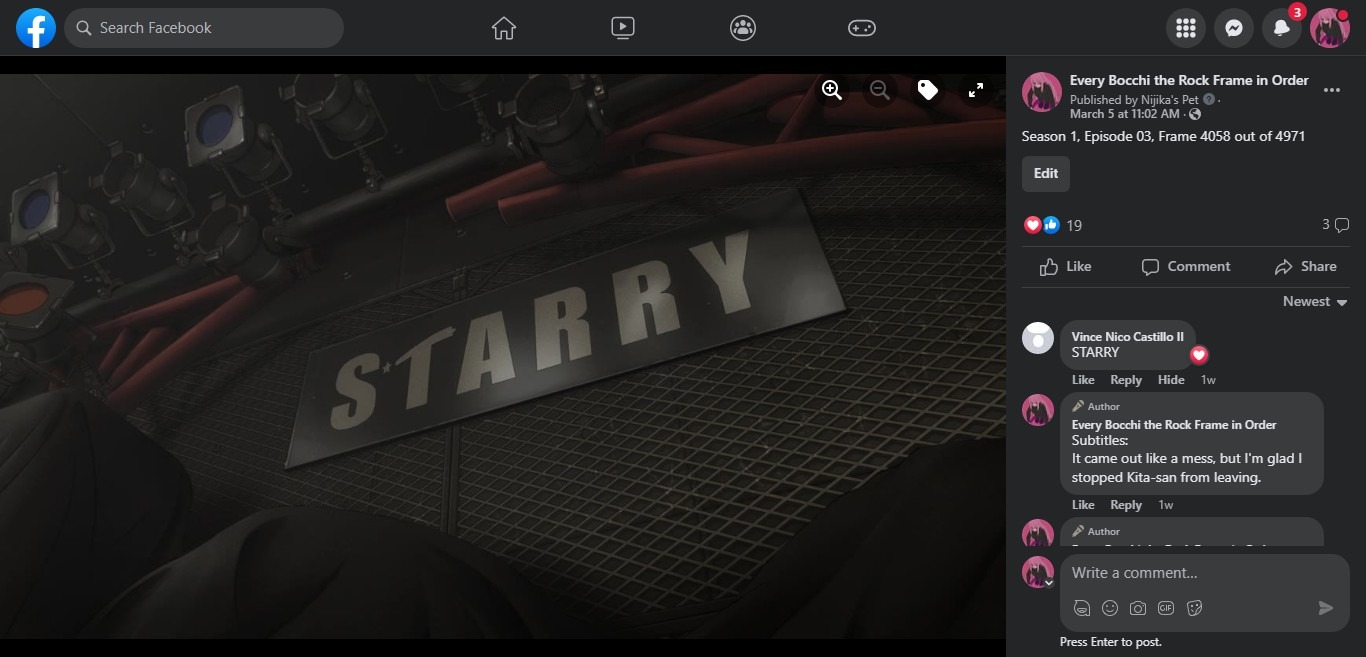 Search Facebook
3
STARRY
Every Bocchi the Rock Frame in Order
Published by Nijika's Pet ·
March 5 at 11:02 AM ·
Season 1, Episode 03, Frame 4058 out of 4971
Edit
19
3
Like
Comment
Share
Newest
Vince Nico Castillo II
STARRY
Like Reply Hide 1w
Author
Every Bocchi the Rock Frame in Order
Subtitles:
It came out like a mess, but I'm glad I
stopped Kita-san from leaving.
Like Reply 1w
Author
Write a comment...
GIF
Press Enter to post.